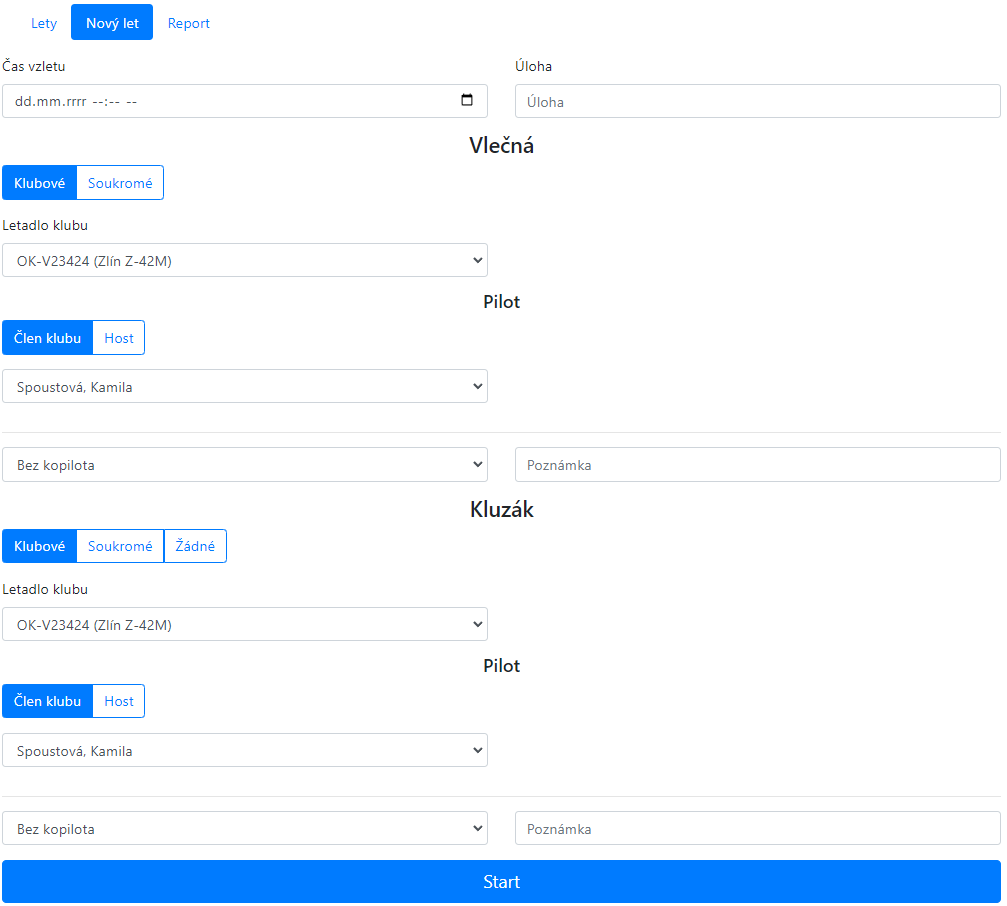 Lety Nový let Report
Čas vzletu Úloha
dd.mm.rrrr --:-- -- Úloha
Vlečná
Klubové Soukromé
Letadlo klubu
OK-V23424 (Zlín Z-42M)
Pilot
Člen klubu Host
Spoustová, Kamila
Bez kopilota Poznámka
Kluzák
Klubové Soukromé Žádné
Letadlo klubu
OK-V23424 (Zlín Z-42M)
Pilot
Člen klubu Host
Spoustová, Kamila
Bez kopilota Poznámka
Start